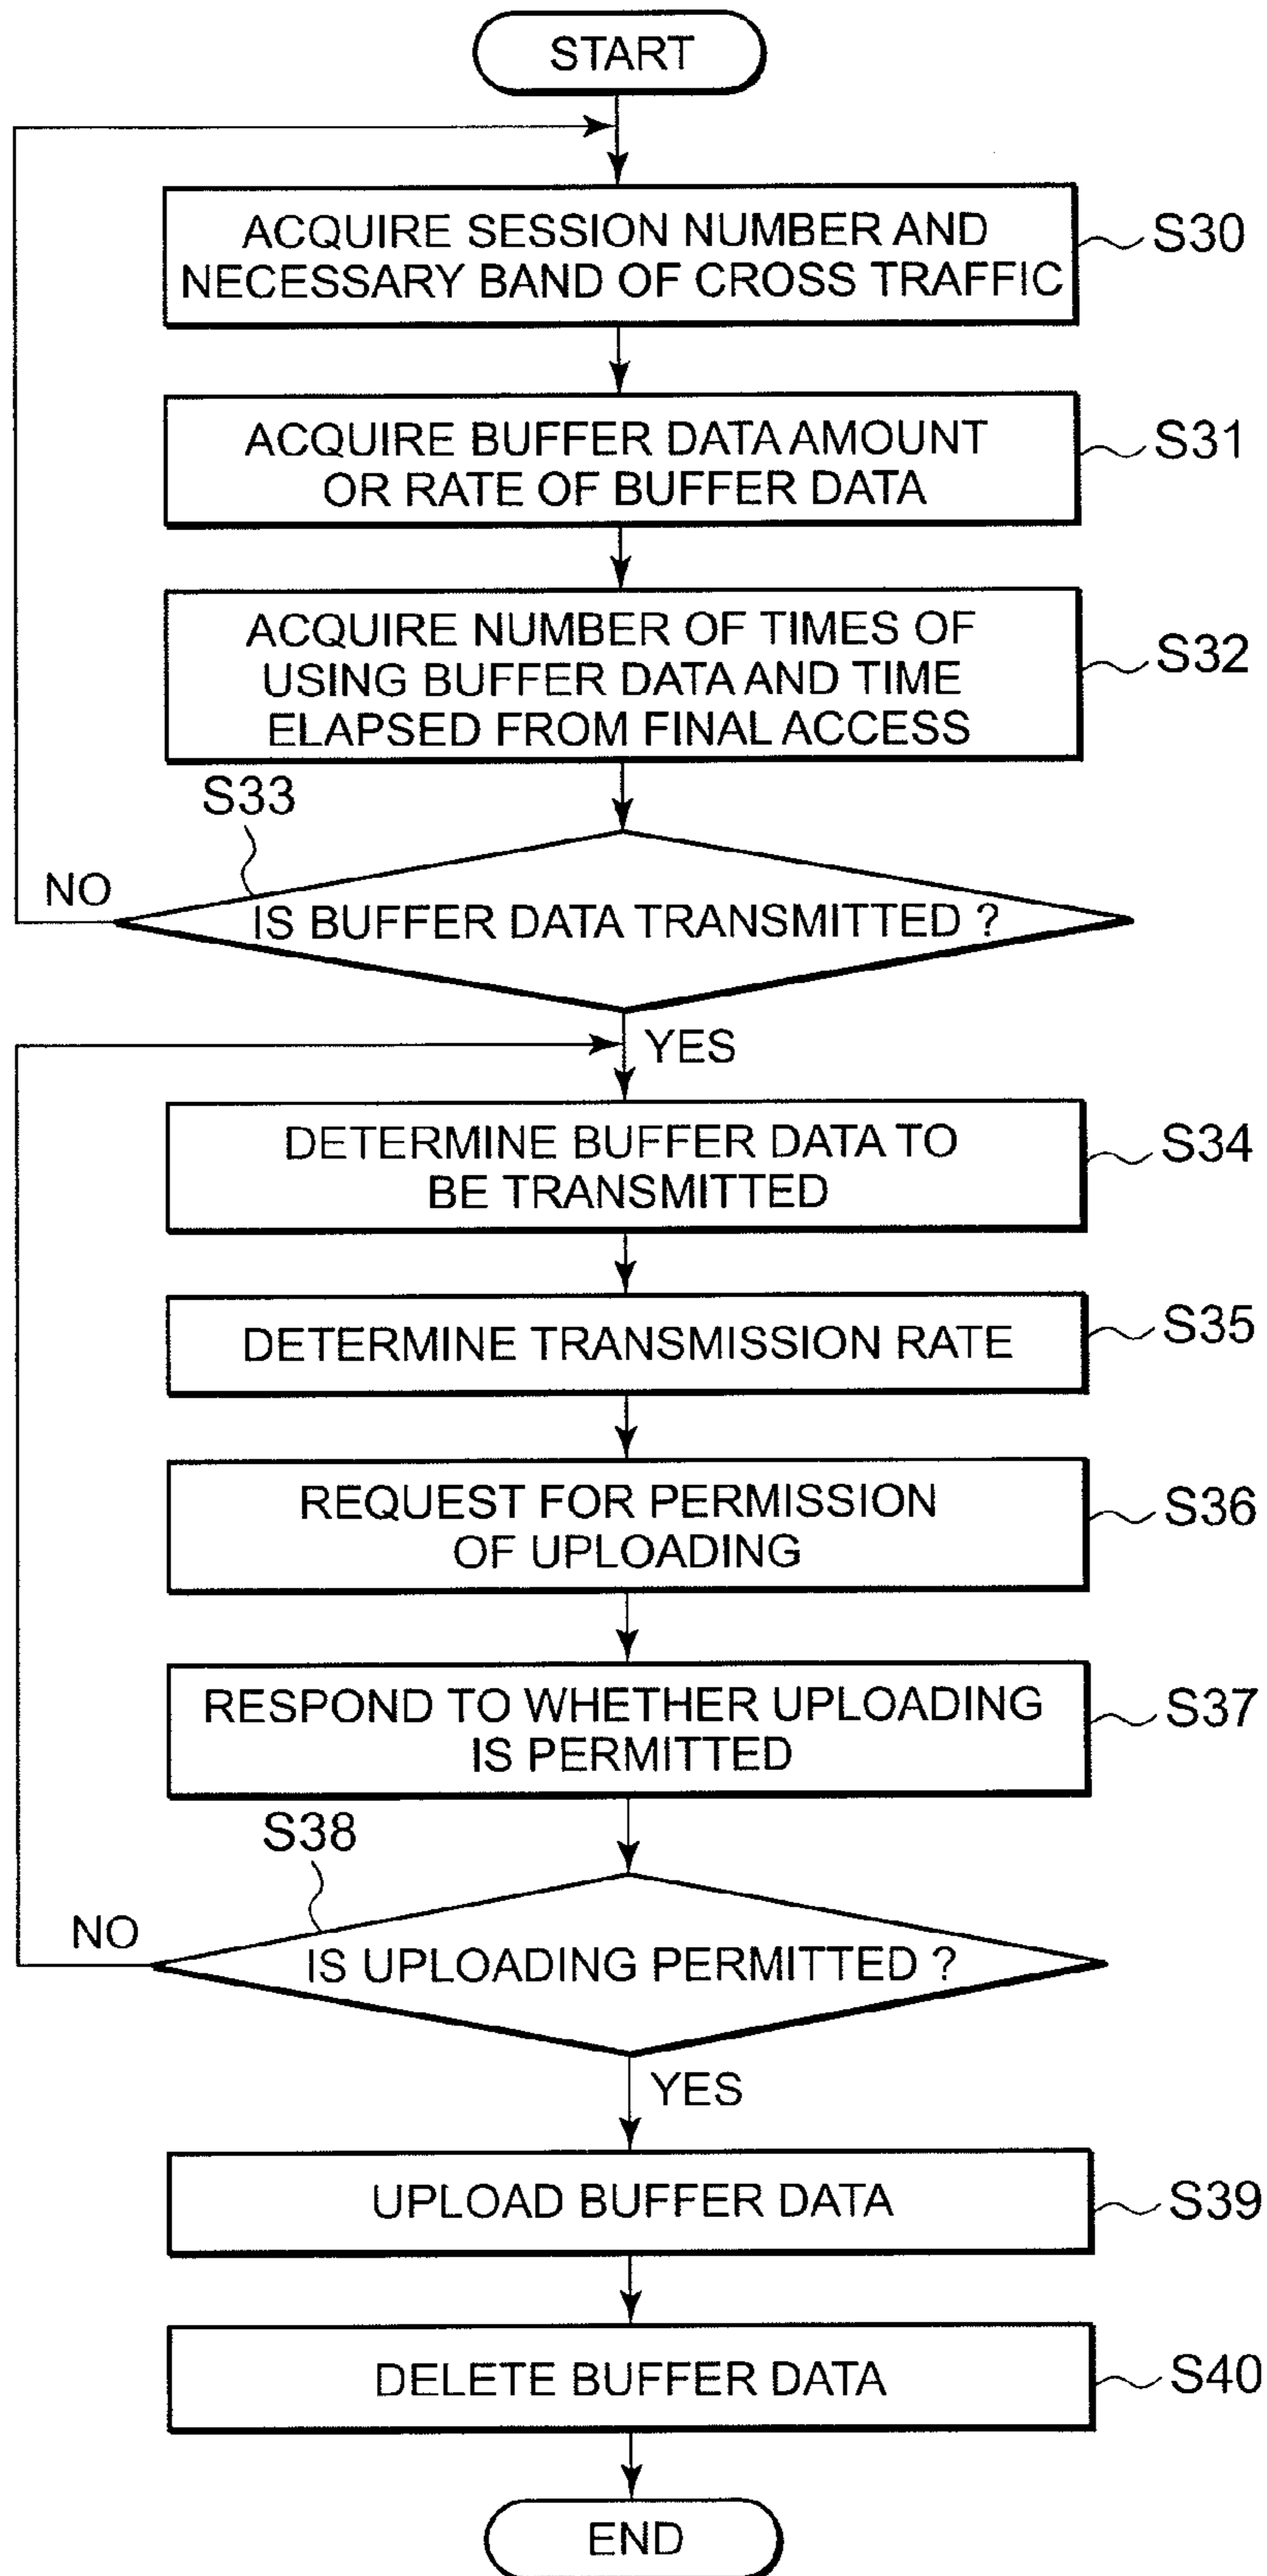 START
ACQUIRE SESSION NUMBER AND
NECESSARY BAND OF CROSS TRAFFIC
S30
ACQUIRE BUFFER DATA AMOUNT
OR RATE OF BUFFER DATA
S31
ACQUIRE NUMBER OF TIMES OF
USING BUFFER DATA AND TIME
ELAPSED FROM FINAL ACCESS
S32
S33
NO
IS BUFFER DATA TRANSMITTED ?
YES
DETERMINE BUFFER DATA TO
BE TRANSMITTED
S34
DETERMINE TRANSMISSION RATE
S35
REQUEST FOR PERMISSION
OF UPLOADING
S36
RESPOND TO WHETHER UPLOADING
IS PERMITTED
S37
S38
NO
IS UPLOADING PERMITTED ?
YES
UPLOAD BUFFER DATA
S39
DELETE BUFFER DATA
S40
END